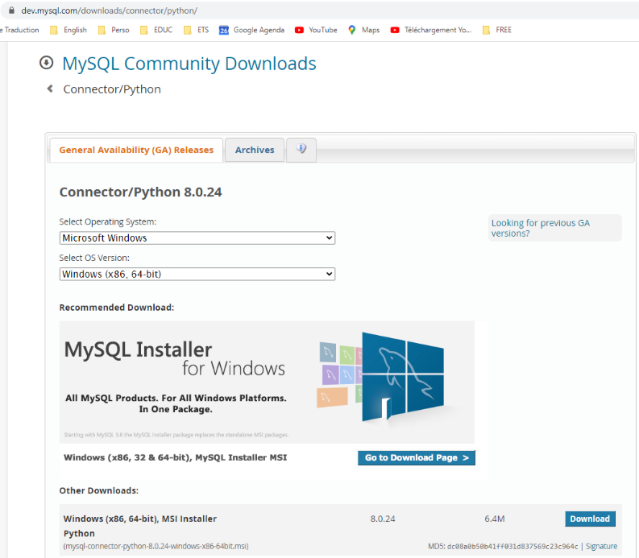 dev.mysql.com/downloads/connector/python/
e Traduction English Perso EDUC ETS Google Agenda YouTube Maps Téléchargement Yo... FREE
MySQL Community Downloads
Connector/Python
General Availability (GA) Releases Archives
Connector/Python 8.0.24
Select Operating System:
Looking for previous GA versions?
Microsoft Windows
Select OS Version:
Windows (x86, 64-bit)
Recommended Download:
MySQL Installer
for Windows
All MySQL Products. For All Windows Platforms.
In One Package.
Starting with MySQL 5.6 the MySQL Installer package replaces the standalone MSI packages.
Windows (x86, 32 & 64-bit), MySQL Installer MSI Go to Download Page >
Other Downloads:
Windows (x86, 64-bit), MSI Installer 8.0.24 6.4M Download
Python
(mysql-connector-python-8.0.24-windows-x86-64bit.msi) MD5: | Signature